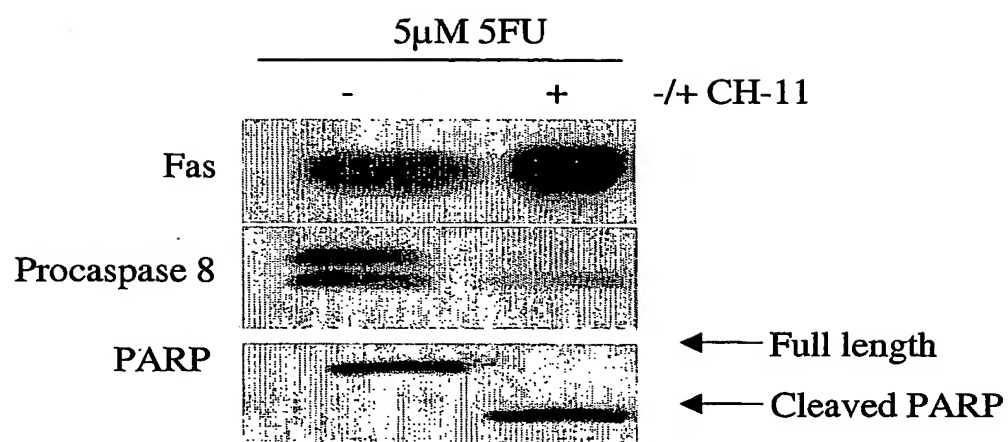 5µM 5FU
- + -/+ CH-11
Fas
Procaspase 8
PARP
Full length
Cleaved PARP